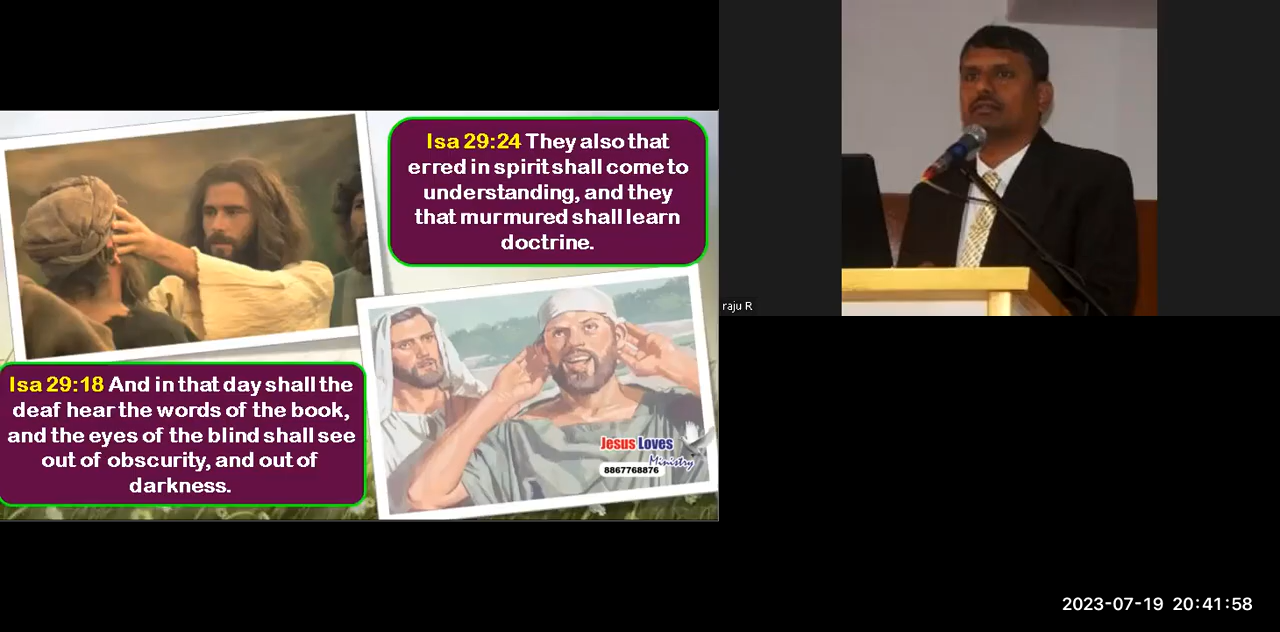 Isa 29:24 They also that
erred in spirit shall come to
understanding, and they
that murmured shall learn
doctrine.
Isa 29:18 And in that day shall the
deaf hear the words of the book,
and the eyes of the blind shall see
out of obscurity, and out of
darkness.
Jesus Loves
Ministry
8867768876
raju R
2023-07-19 20:41:58